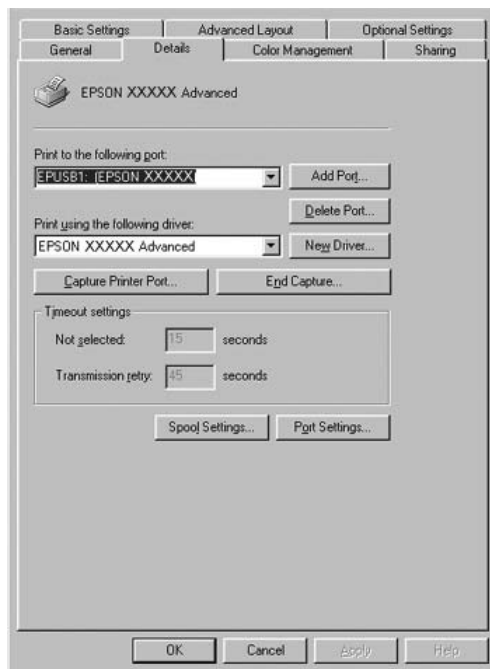 Basic Settings Advanced Layout Optional Settings
General Details Color Management Sharing
EPSON XXXXX Advanced
Print to the following port:
EPUSB1: (EPSON XXXXX Add Port...
Delete Port...
Print using the following driver:
EPSON XXXXX Advanced New Driver...
Capture Printer Port... End Capture...
Timeout settings
Not selected: 15 seconds
Transmission retry: 45 seconds
Spool Settings... Port Settings...
OK Cancel Apply Help